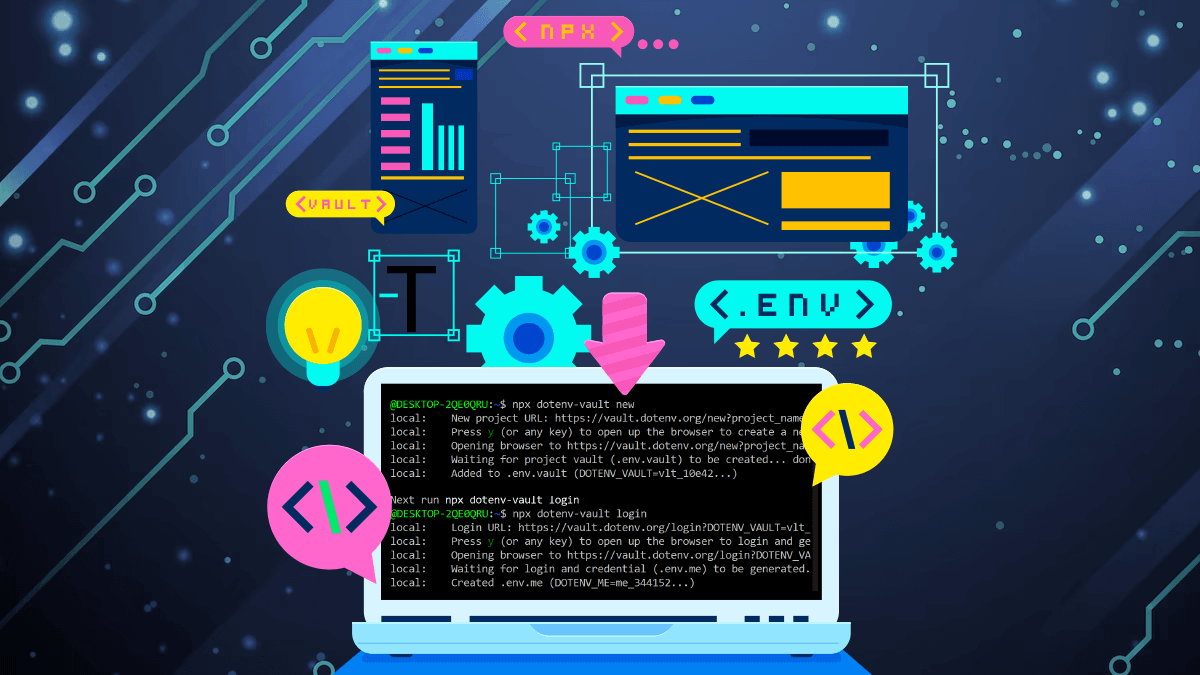 < NPX >
<VAULT>
T
<.ENV>
@DESKTOP-2QE0QRU:~$ npx dotenv-vault new
local: New project URL: https://vault.dotenv.org/new?project_name
local: Press y (or any key) to open up the browser to create a ne
local: Opening browser to https://vault.dotenv.org/new?project_na
local: Waiting for project vault (.env.vault) to be created... don
local: Added to .env.vault (DOTENV_VAULT=vlt_10e42...)
Next run npx dotenv-vault login
@DESKTOP-2QE0QRU:~$ npx dotenv-vault login
local: Login URL: https://vault.dotenv.org/login?DOTENV_VAULT=vlt_
local: Press y (or any key) to open up the browser to login and ge
local: Opening browser to https://vault.dotenv.org/login?DOTENV_VA
local: Waiting for login and credential (.env.me) to be generated.
local: Created .env.me (DOTENV_ME=me_344152...)
<\>
<\>